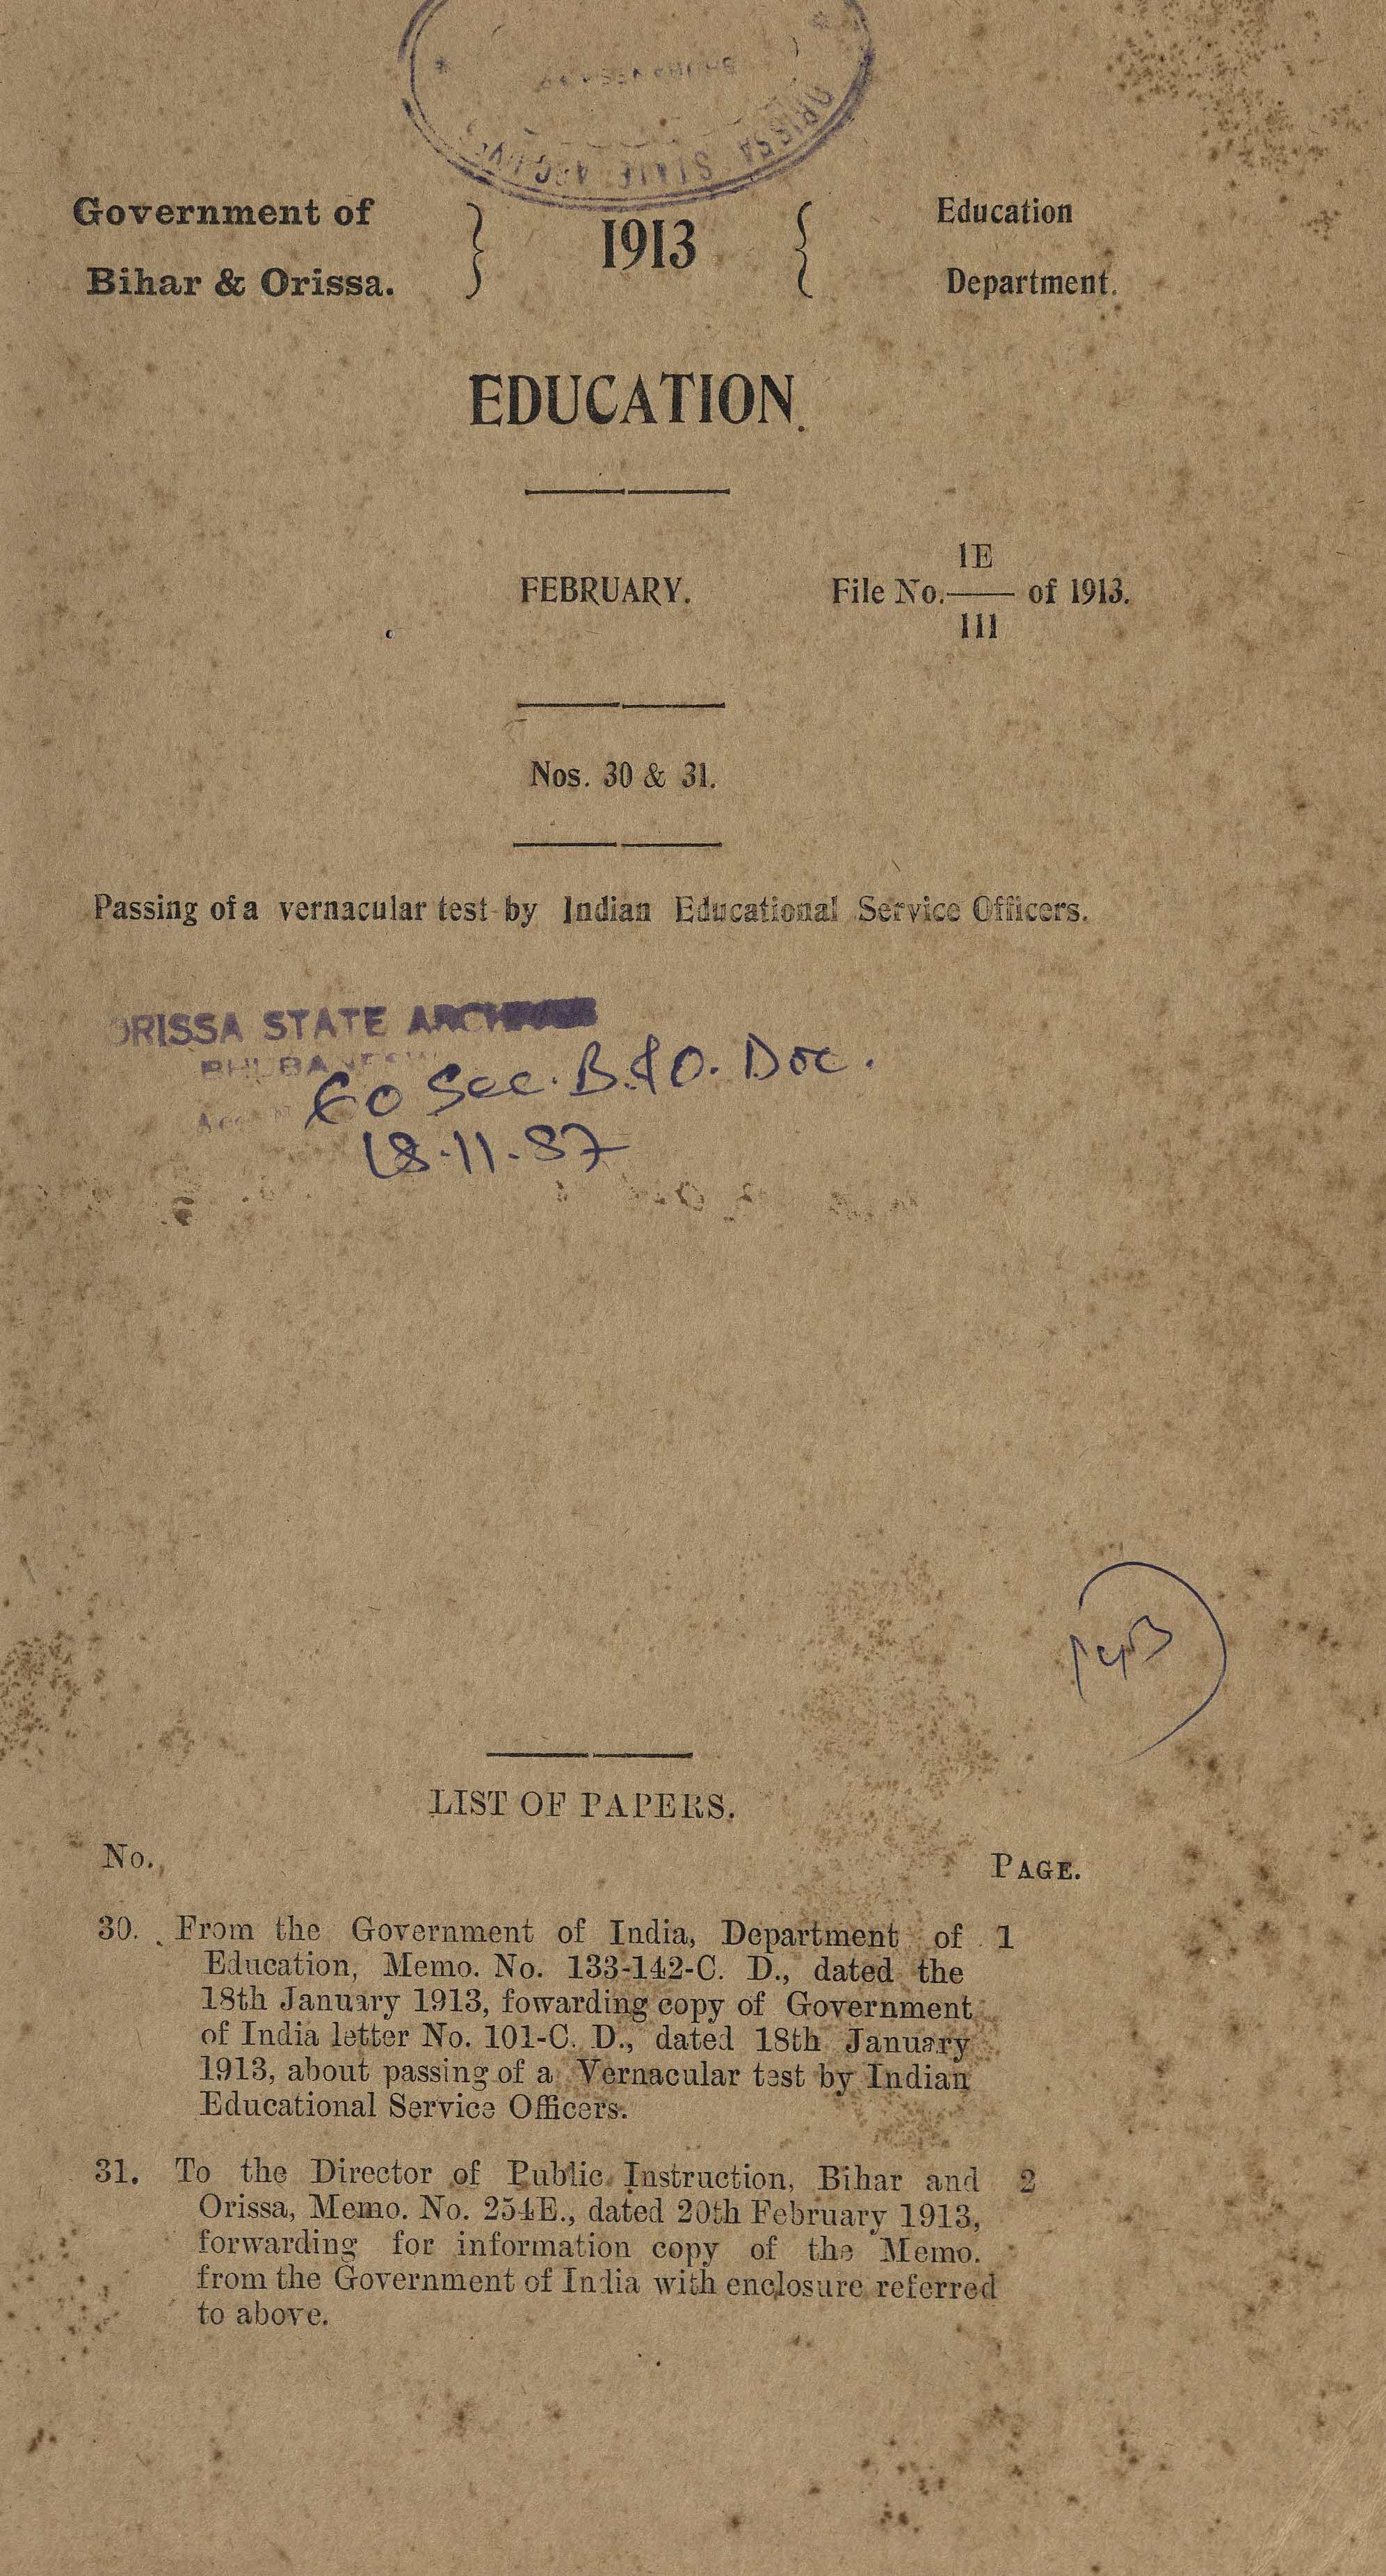 ORISSA STATE
Government of
Bihar & Orissa.
1913
Education
Department.
EDUCATION.
FEBRUARY.
File No. 1E/111 of 1913.
Nos. 30 & 31.
Passing of a vernacular test by Indian Educational Service Officers.
ORISSA STATE
Sec. B & O. Doc.
18.11.87
LIST OF PAPERS.
No.
PAGE.
30. From the Government of India, Department of 1
Education, Memo. No. 133-142-C. D., dated the
18th January 1913, fowarding copy of Government
of India letter No. 101-C. D., dated 18th January
1913, about passing of a Vernacular test by Indian
Educational Service Officers.
31. To the Director of Public Instruction, Bihar and 2
Orissa, Memo. No. 254E., dated 20th February 1913,
forwarding for information copy of the Memo.
from the Government of India with enclosure referred
to above.